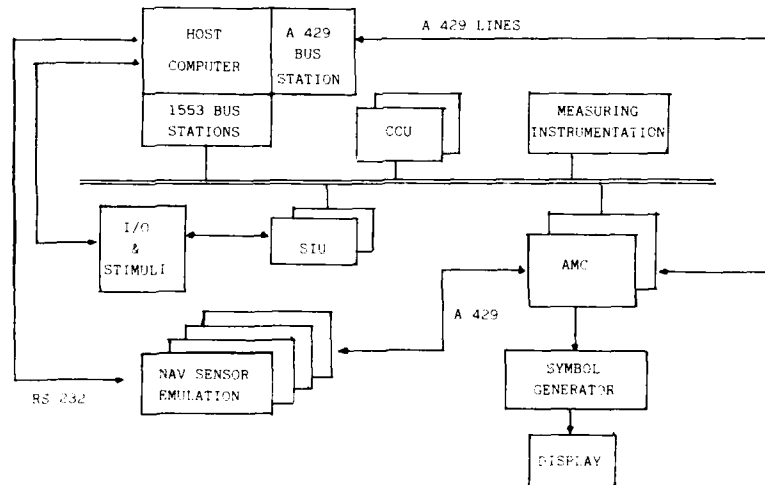 A 429 LINES
HOST
COMPUTER
A 429
BUS
STATION
1553 BUS
STATIONS
CCU
MEASURING
INSTRUMENTATION
I/O
&
STIMULI
SIU
AMC
A 429
NAV SENSOR
EMULATION
RS 232
SYMBOL
GENERATOR
DISPLAY